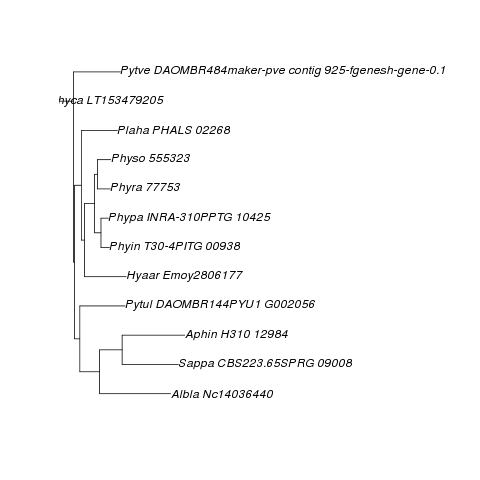 Pytve DAOMBR484maker-pve contig 925-fgenesh-gene-0.1
LT153479205
Plaha PHALS 02268
Physo 555323
Phyra 77753
Phypa INRA-310PPTG 10425
Phyin T30-4PITG 00938
Hyaar Emoy2806177
Pytul DAOMBR144PYU1 G002056
Aphin H310 12984
Sappa CBS223.65SPRG 09008
Albla Nc14036440